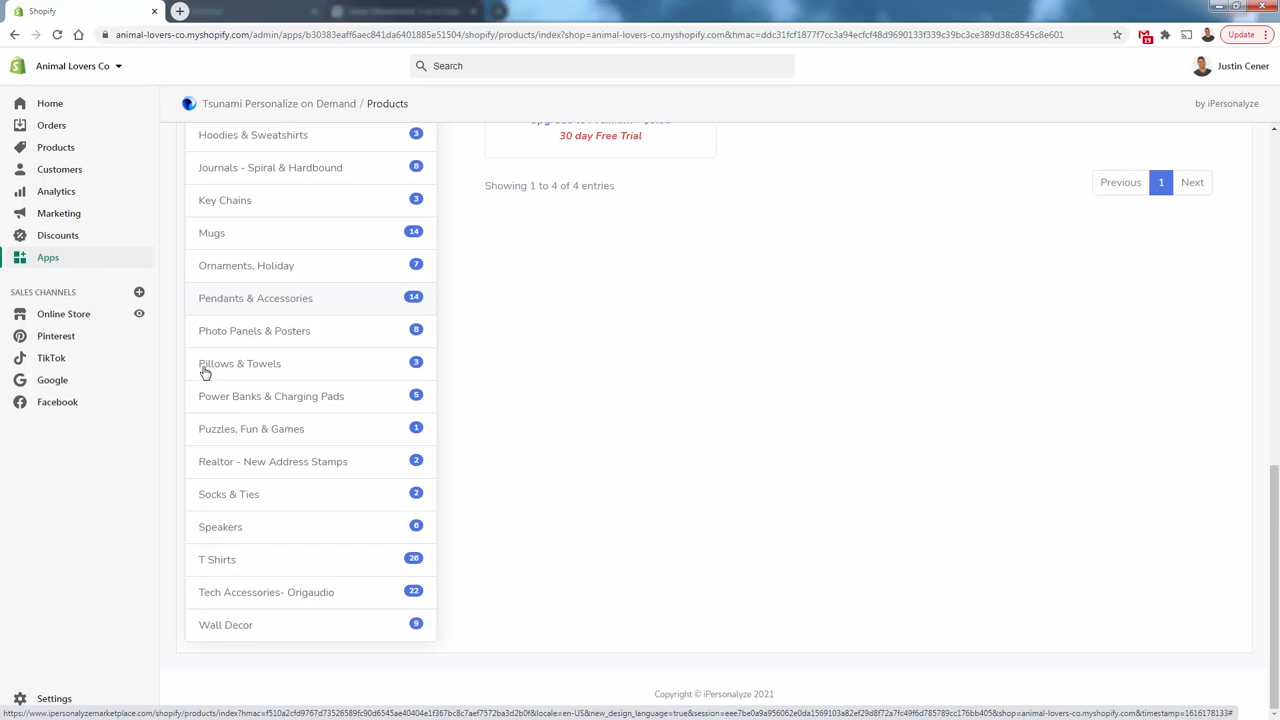 Shopify
animal-lovers-co.myshopify.com/admin/apps/b30383eaff6aec841da6401885e51504/shopify/products/index?shop=animal-lovers-co.myshopify.com&hmac=ddc31fcf1877f7cc3a94ecfcf48d9690133f339c39bc3ce389d38c8545c8e601
19
Update
Animal Lovers Co
Search
Justin Cener
Home
Orders
Products
Customers
Analytics
Marketing
Discounts
Apps
SALES CHANNELS
Online Store
Pinterest
TikTok
Google
Facebook
Settings
Tsunami Personalize on Demand / Products
by iPersonalyze
Hoodies & Sweatshirts 3
Journals - Spiral & Hardbound 8
Key Chains 3
Mugs 14
Ornaments, Holiday 7
Pendants & Accessories 14
Photo Panels & Posters 8
Pillows & Towels 3
Power Banks & Charging Pads 5
Puzzles, Fun & Games 1
Realtor - New Address Stamps 2
Socks & Ties 2
Speakers 6
T Shirts 26
Tech Accessories- Origaudio 22
Wall Decor 9
30 day Free Trial
Showing 1 to 4 of 4 entries
Previous 1 Next
Copyright © iPersonalyze 2021